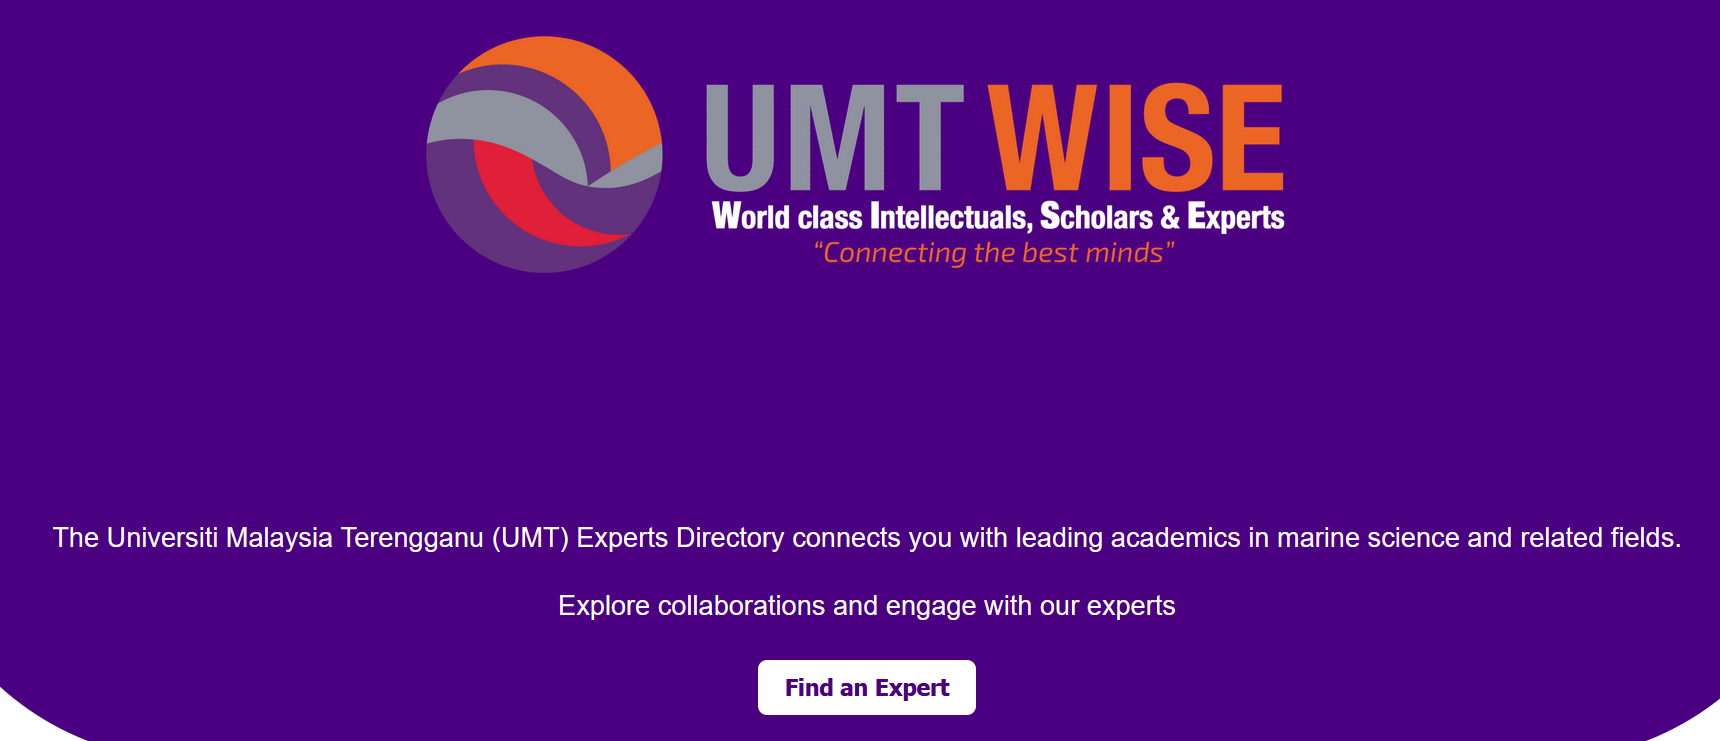 UMT WISE
World class Intellectuals, Scholars & Experts
“Connecting the best minds”
The Universiti Malaysia Terengganu (UMT) Experts Directory connects you with leading academics in marine science and related fields.
Explore collaborations and engage with our experts
Find an Expert